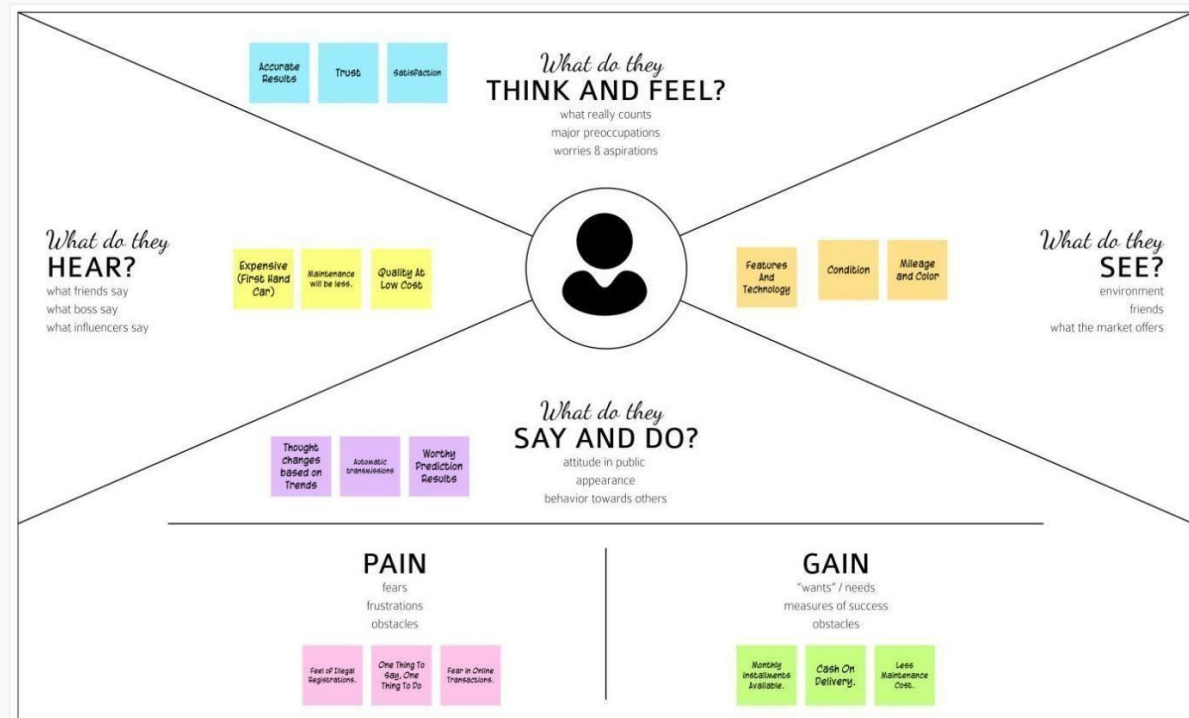 Accurate
Results
Trust
Satisfaction
What do they
THINK AND FEEL?
what really counts
major preoccupations
worries & aspirations
What do they
HEAR?
what friends say
what boss say
what influencers say
Expensive
(First Hand
Car)
Maintenance
will be less.
Quality At
Low Cost
Features
And
Technology
Condition
Mileage
and Color
What do they
SEE?
environment
friends
what the market offers
What do they
SAY AND DO?
attitude in public
appearance
behavior towards others
Thought
changes
based on
Trends
Automatic
transmissions
Worthy
Prediction
Results
PAIN
fears
frustrations
obstacles
Feel of Illegal
Registrations.
One Thing To
Say, One
Thing To Do
Fear in Online
Transactions.
GAIN
"wants" / needs
measures of success
obstacles
Monthly
installments
Available.
Cash On
Delivery.
Less
Maintenance
Cost.